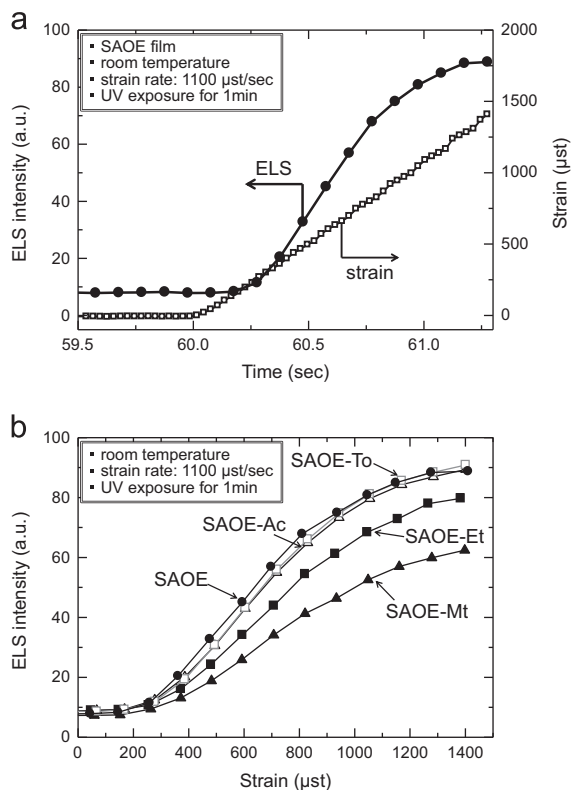 a
100
80
60
40
20
0
ELS intensity (a.u.)
SAOE film
room temperature
strain rate: 1100 µst/sec
UV exposure for 1min
ELS
strain
2000
1500
1000
500
0
Strain (µst)
59.5
60.0
60.5
61.0
Time (sec)
b
100
80
60
40
20
0
ELS intensity (a.u.)
room temperature
strain rate: 1100 µst/sec
UV exposure for 1min
SAOE-To
SAOE-Ac
SAOE
SAOE-Et
SAOE-Mt
0
200
400
600
800
1000
1200
1400
Strain (µst)